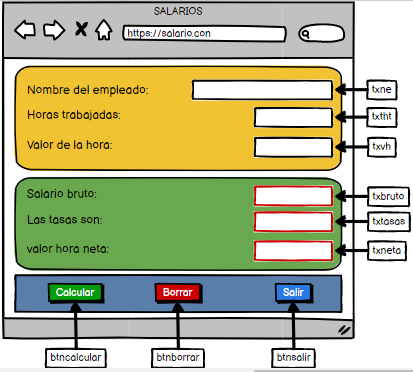 SALARIOS
https://salario.con
Nombre del empleado:
txne
Horas trabajadas:
txtht
Valor de la hora:
txvh
Salario bruto:
txbruto
Las tasas son:
txtasas
valor hora neta:
txneta
Calcular Borrar Salir
btncalcular btnborrar btnsalir